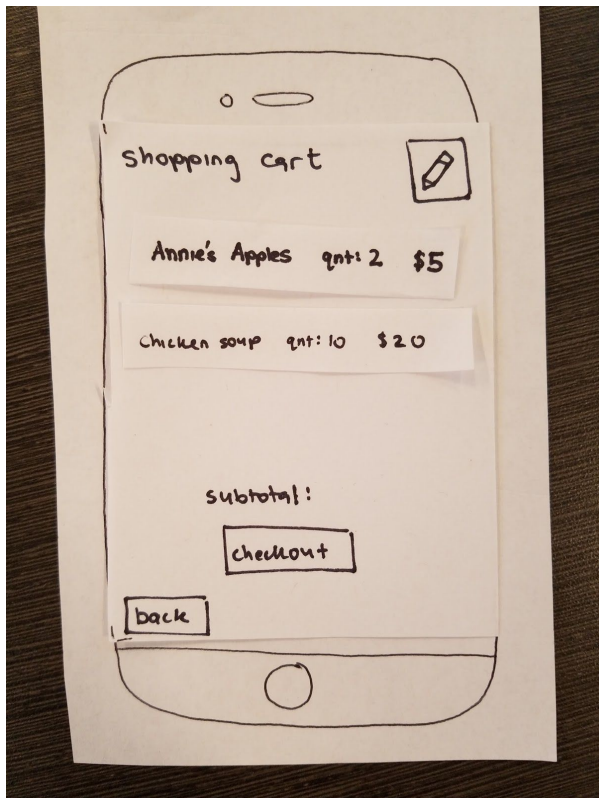 shopping cart
Annie's Apples qnt: 2 $5
Chicken soup qnt: 10 $20
subtotal:
checkout
back